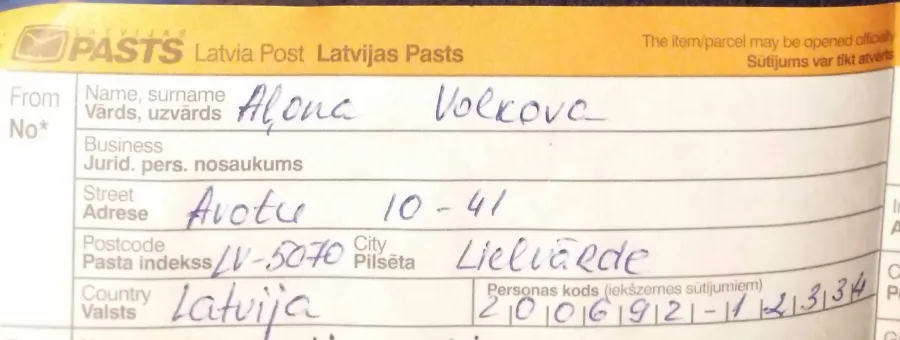 LATVIJAS
PASTS Latvia Post Latvijas Pasts
The item/parcel may be opened officially
Sūtījums var tikt atvērts
From
No*
Name, surname
Vārds, uzvārds Aļona Volkova
Business
Jurid. pers. nosaukums
Street
Adrese Avotu 10-41
Postcode City
Pasta indekss LV-5070 Pilsēta Lielvārde
Country Personas kods (iekšzemes sūtījumiem)
Valsts Latvija 200692-12334